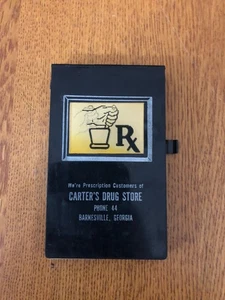 Rx
We're Prescription Customers of
CARTER'S DRUG STORE
PHONE 44
BARNESVILLE, GEORGIA